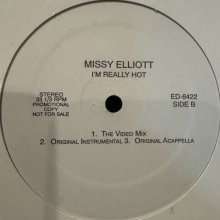 MISSY ELLIOTT
I'M REALLY HOT
STEREO
33 1/3 RPM
PROMOTIONAL
COPY
NOT FOR SALE
ED-6422
SIDE B
1. THE VIDEO MIX
2. ORIGINAL INSTRUMENTAL 3. ORIGINAL ACAPPELLA